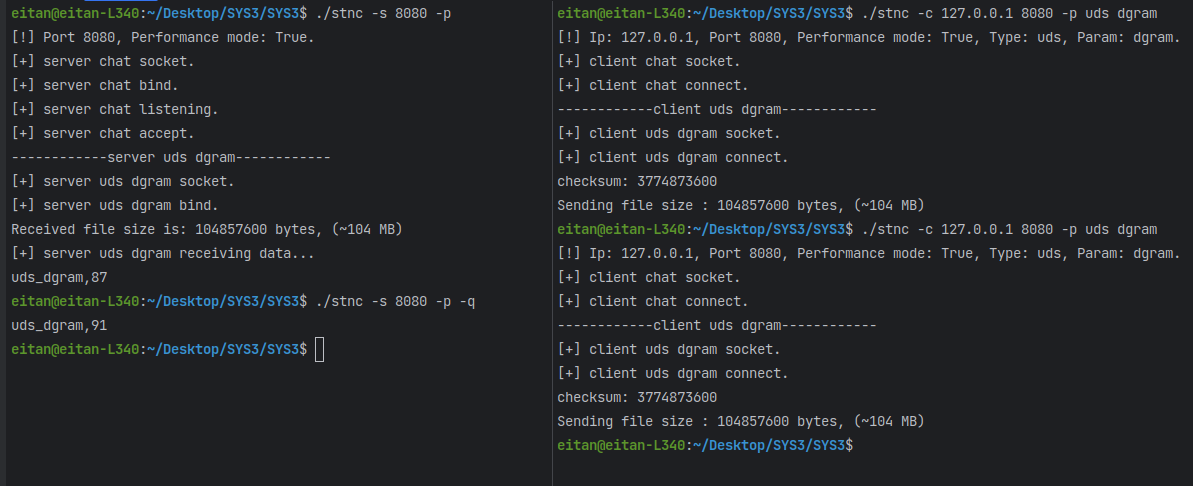 eitan@eitan-L340:~/Desktop/SYS3/SYS3$ ./stnc -s 8080 -p
[!] Port 8080, Performance mode: True.
[+] server chat socket.
[+] server chat bind.
[+] server chat listening.
[+] server chat accept.
------------server uds dgram------------
[+] server uds dgram socket.
[+] server uds dgram bind.
Received file size is: 104857600 bytes, (~104 MB)
[+] server uds dgram receiving data...
uds_dgram,87
eitan@eitan-L340:~/Desktop/SYS3/SYS3$ ./stnc -s 8080 -p -q
uds_dgram,91
eitan@eitan-L340:~/Desktop/SYS3/SYS3$
eitan@eitan-L340:~/Desktop/SYS3/SYS3$ ./stnc -c 127.0.0.1 8080 -p uds dgram
[!] Ip: 127.0.0.1, Port 8080, Performance mode: True, Type: uds, Param: dgram.
[+] client chat socket.
[+] client chat connect.
------------client uds dgram------------
[+] client uds dgram socket.
[+] client uds dgram connect.
checksum: 3774873600
Sending file size : 104857600 bytes, (~104 MB)
eitan@eitan-L340:~/Desktop/SYS3/SYS3$ ./stnc -c 127.0.0.1 8080 -p uds dgram
[!] Ip: 127.0.0.1, Port 8080, Performance mode: True, Type: uds, Param: dgram.
[+] client chat socket.
[+] client chat connect.
------------client uds dgram------------
[+] client uds dgram socket.
[+] client uds dgram connect.
checksum: 3774873600
Sending file size : 104857600 bytes, (~104 MB)
eitan@eitan-L340:~/Desktop/SYS3/SYS3$